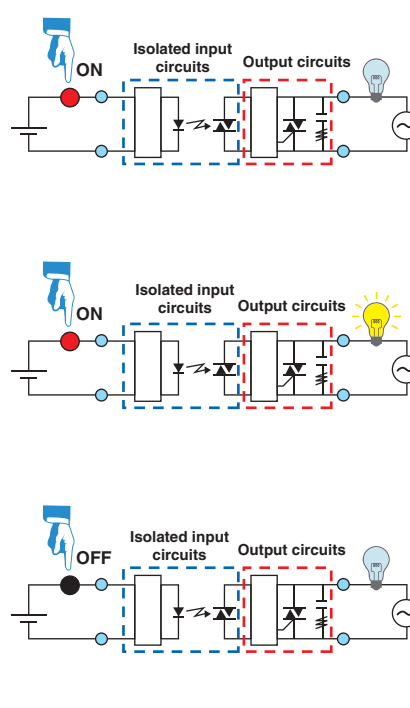 Isolated input
circuits
Output circuits
ON
Isolated input
circuits
Output circuits
ON
Isolated input
circuits
Output circuits
OFF